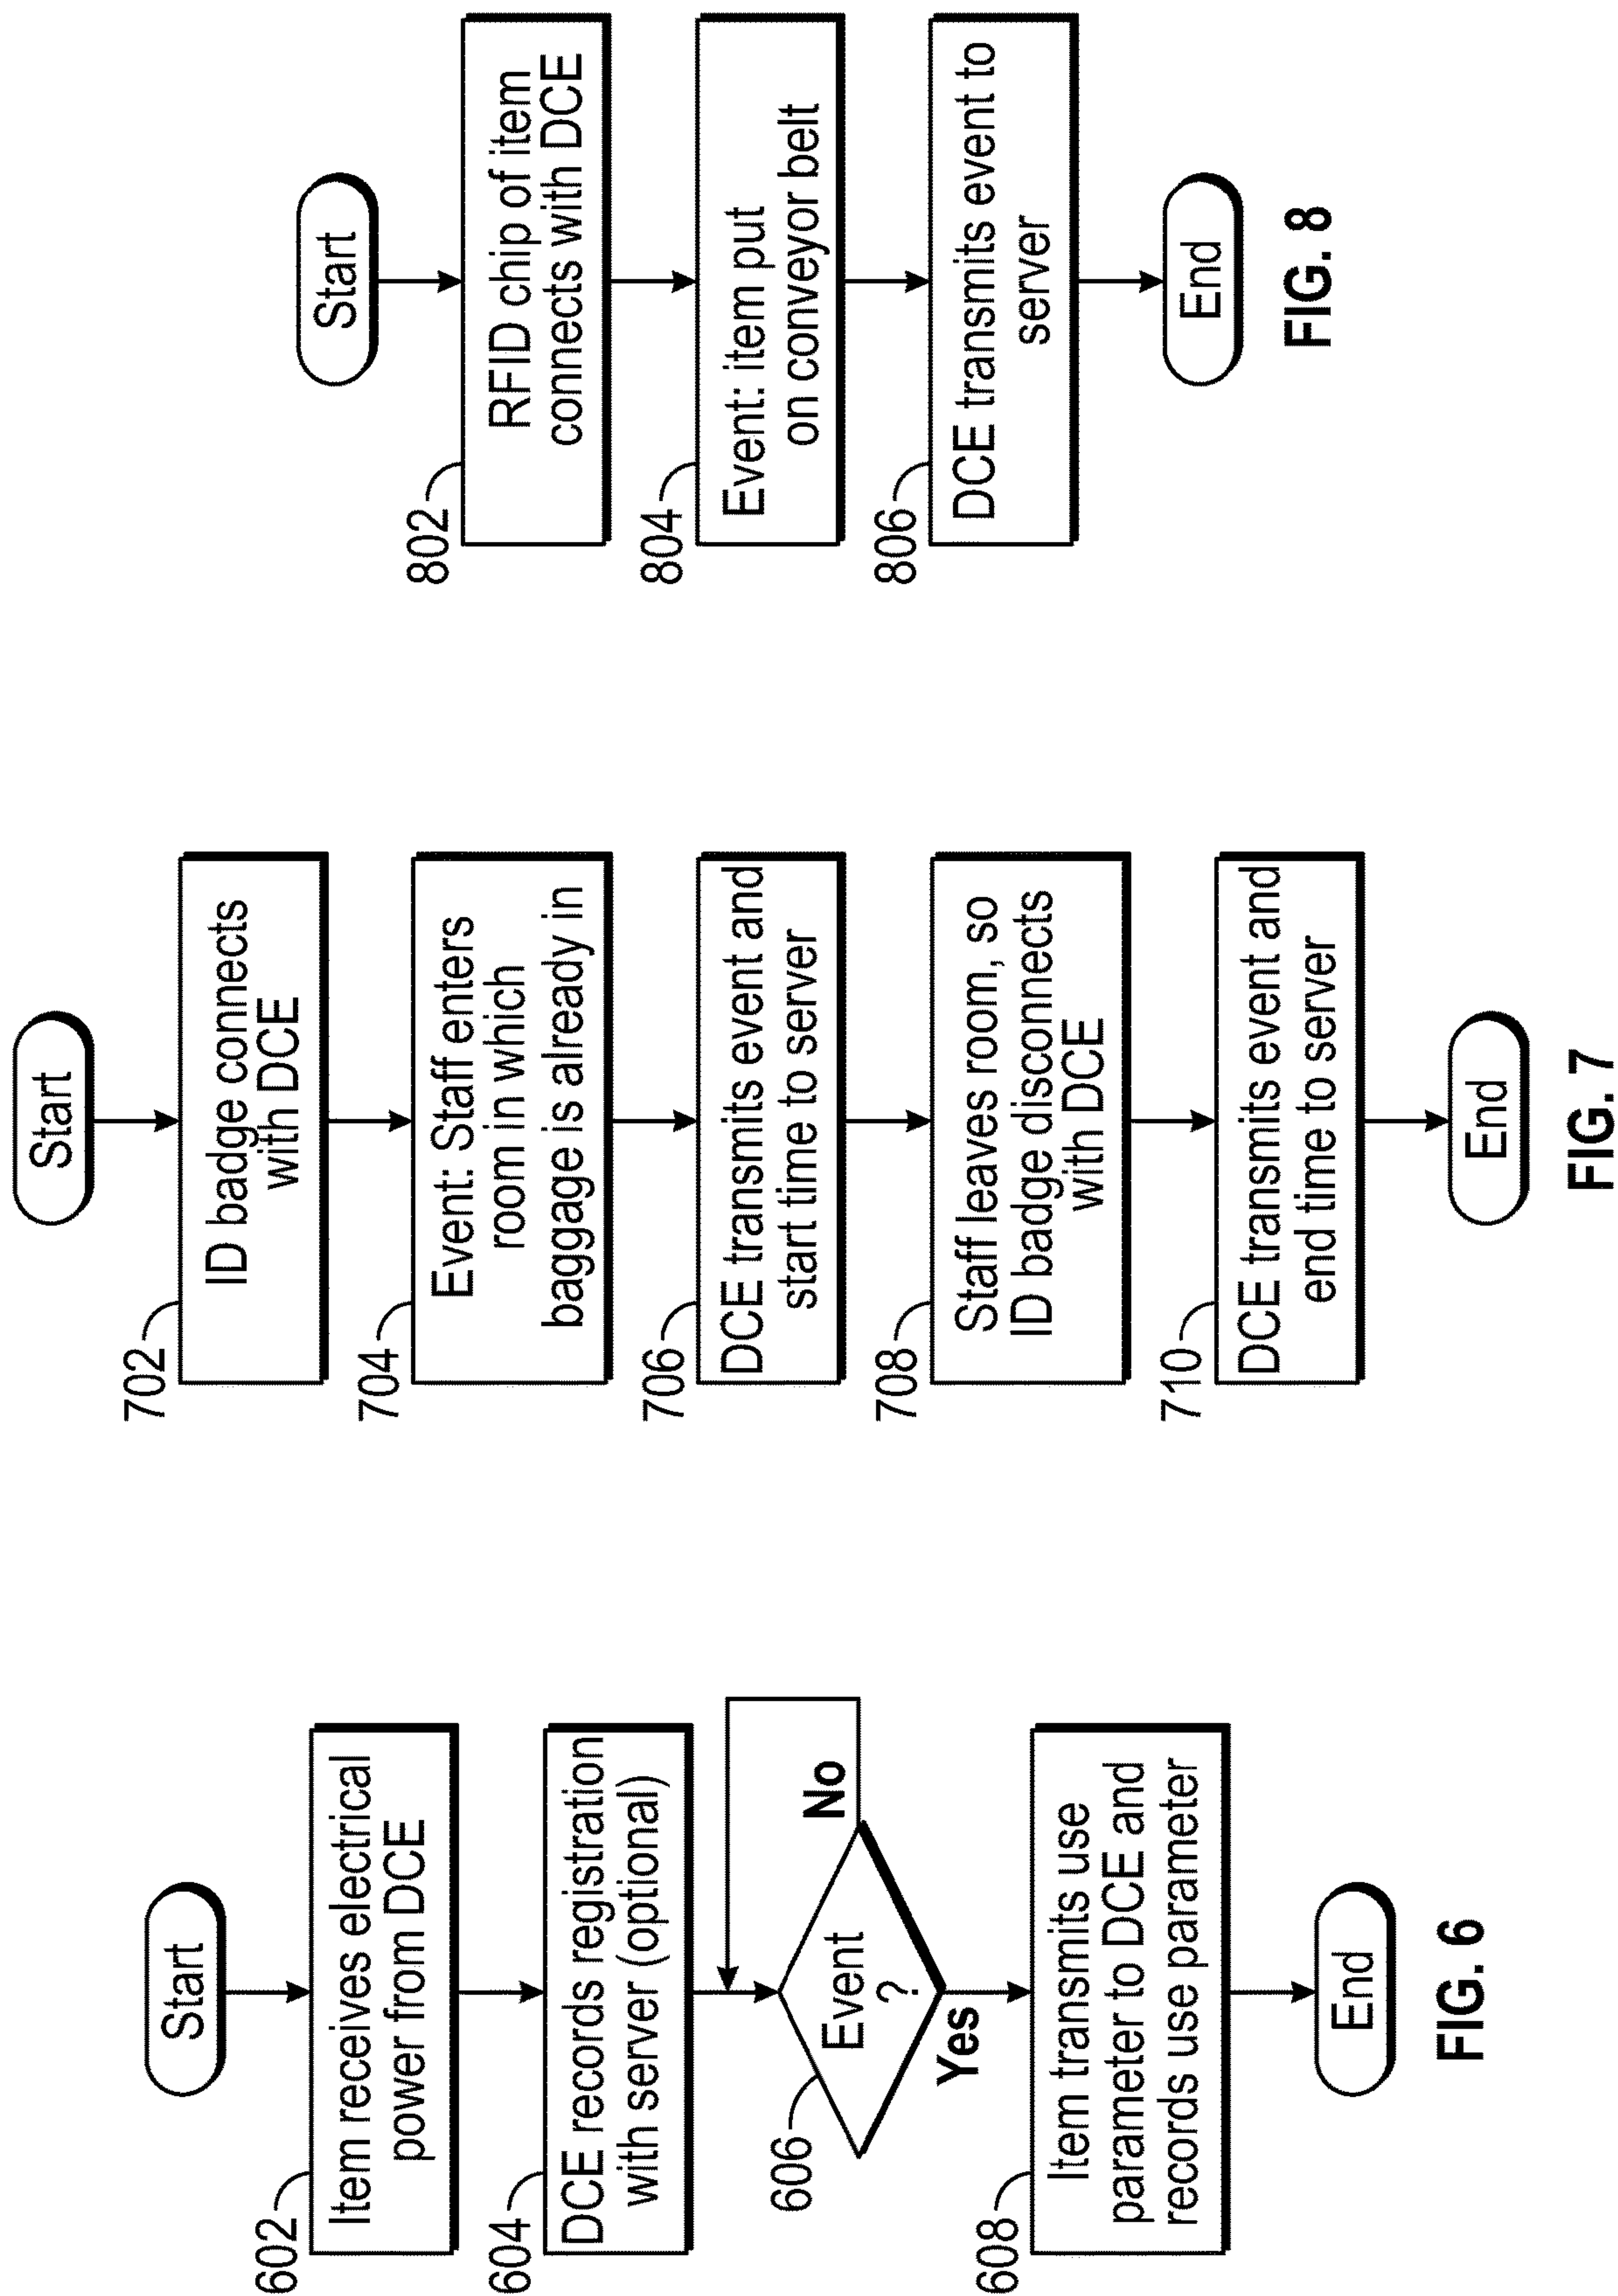 Start
602
Item receives electrical
power from DCE
604
DCE records registration
with server (optional)
606
Event
?
No
Yes
608
Item transmits use
parameter to DCE and
records use parameter
End
FIG. 6
Start
702
ID badge connects
with DCE
704
Event: Staff enters
room in which
baggage is already in
706
DCE transmits event and
start time to server
708
Staff leaves room, so
ID badge disconnects
with DCE
710
DCE transmits event and
end time to server
End
FIG. 7
Start
802
RFID chip of item
connects with DCE
804
Event: item put
on conveyor belt
806
DCE transmits event to
server
End
FIG. 8